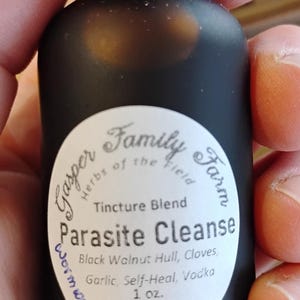 Gasper Family Farm
Herbs of the Field
Tincture Blend
Parasite Cleanse
Black Walnut Hull, Cloves,
Garlic, Self-Heal, Vodka
1 oz.